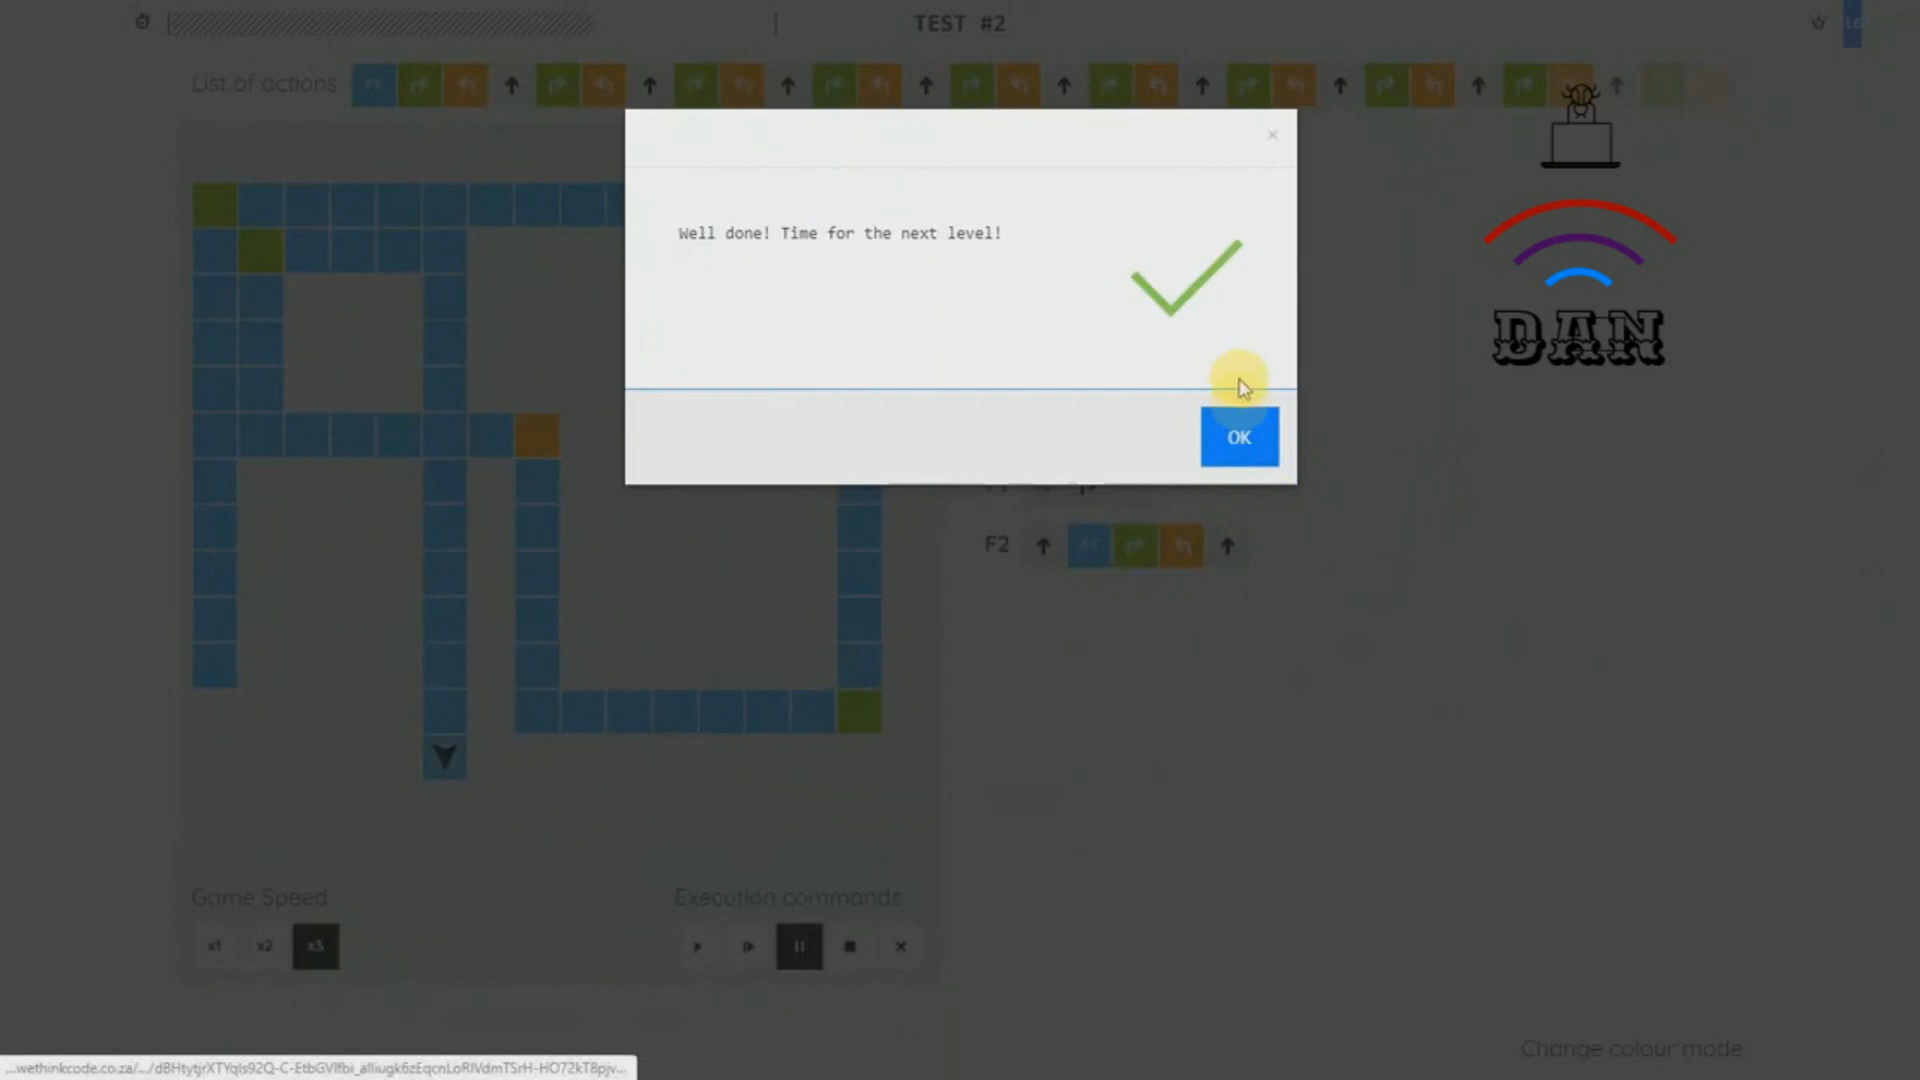 TEST #2
16
List of actions
×
Well done! Time for the next level!
DAN
OK
F2
Game Speed
Execution commands
x1 x2 x3
Change colour mode